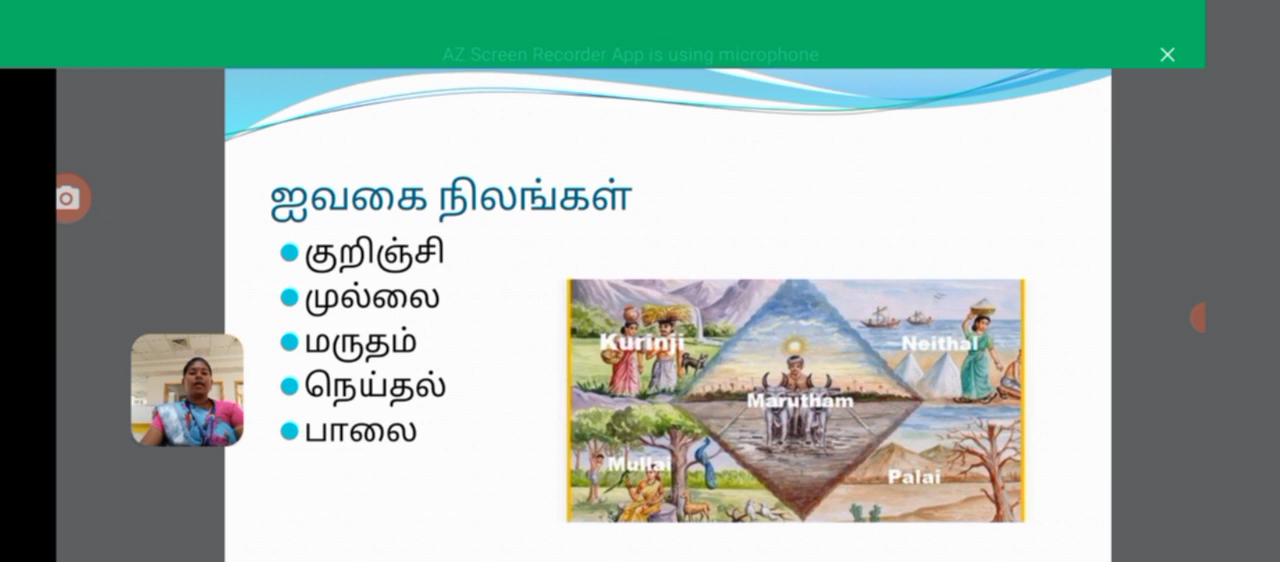 AZ Screen Recorder App is using microphone
ஐவகை நிலங்கள்
குறிஞ்சி
முல்லை
மருதம்
நெய்தல்
பாலை
Kurinji
Neithal
Marutham
Mullai
Palai